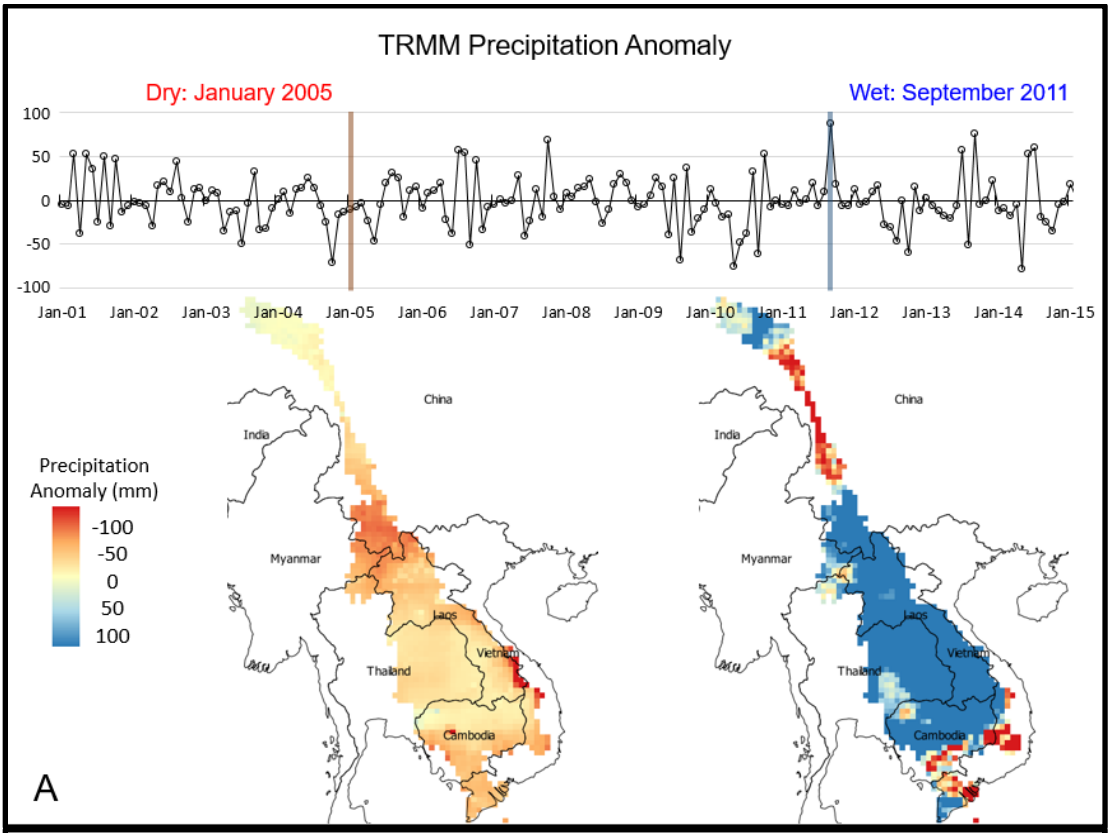 TRMM Precipitation Anomaly
Dry: January 2005
Wet: September 2011
100
50
0
-50
-100
Jan-01 Jan-02 Jan-03 Jan-04 Jan-05 Jan-06 Jan-07 Jan-08 Jan-09 Jan-10 Jan-11 Jan-12 Jan-13 Jan-14 Jan-15
China
India
Myanmar
Laos
Vietnam
Thailand
Cambodia
China
India
Myanmar
Laos
Vietnam
Thailand
Cambodia
Precipitation
Anomaly (mm)
-100
-50
0
50
100
A